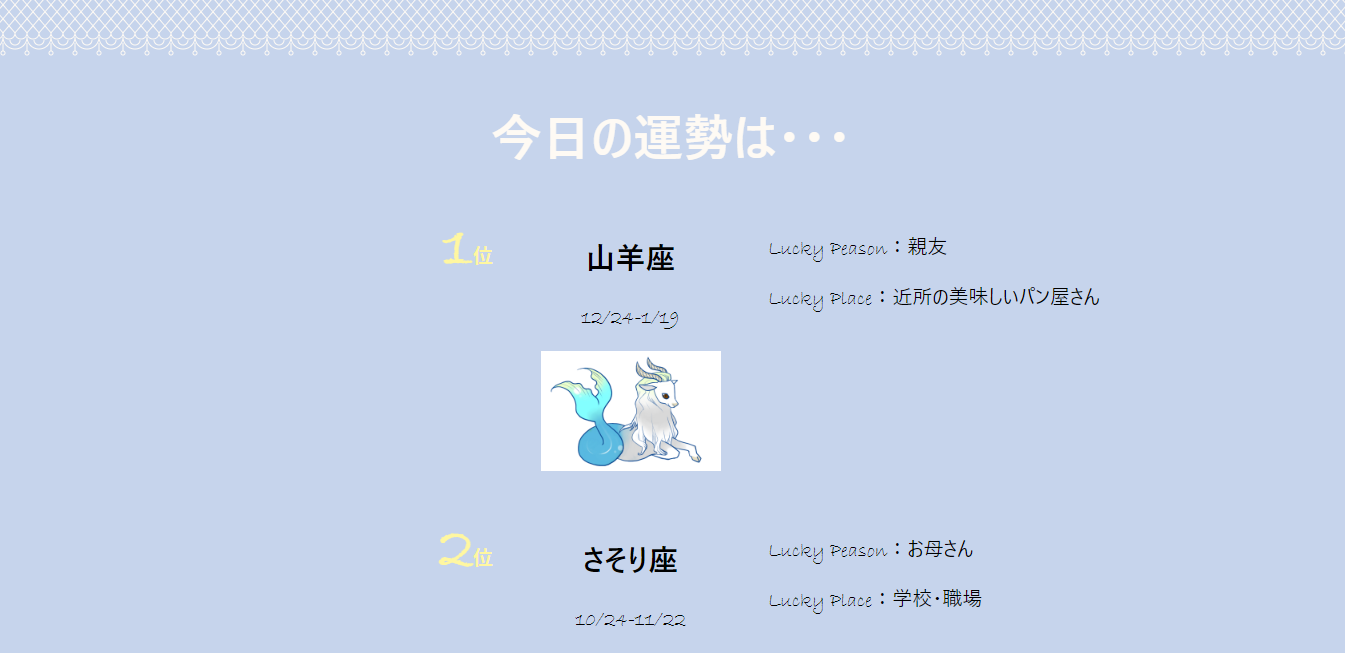 今日の運勢は・・・
1位
山羊座
12/24-1/19
Lucky Peason：親友
Lucky Place：近所の美味しいパン屋さん
2位
さそり座
10/24-11/22
Lucky Peason：お母さん
Lucky Place：学校・職場